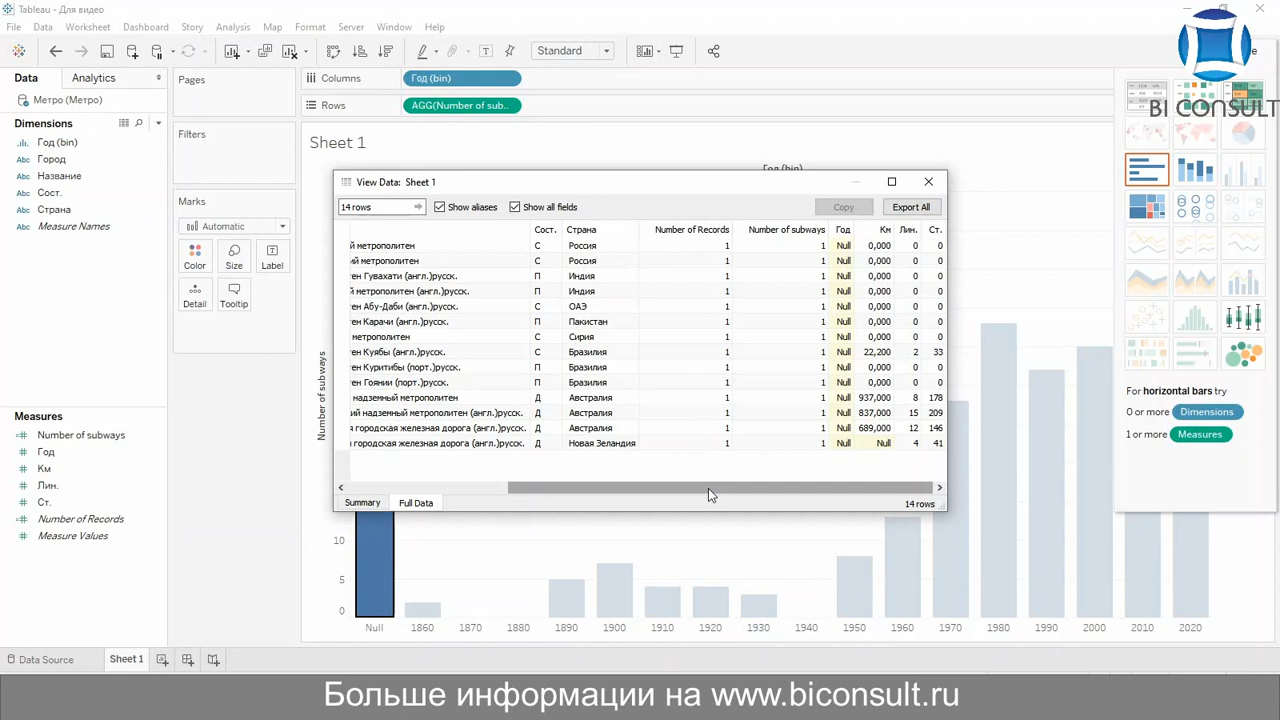 Tableau - Для видео
File Data Worksheet Dashboard Story Analysis Map Format Server Window Help
Standard
Data Analytics
Метро (Метро)
Dimensions
Год (bin)
Abc Город
Abc Название
Abc Сост.
Abc Страна
Abc Measure Names
Measures
Number of subways
Год
Км
Лин.
Ст.
Number of Records
Measure Values
Pages
Filters
Marks
Automatic
Color Size Label
Detail Tooltip
Columns Год (bin)
Rows AGG(Number of sub..
Sheet 1
Год (bin)
View Data: Sheet 1
14 rows Show aliases Show all fields Copy Export All
Сост. Страна Number of Records Number of subways Год Км Лин. Ст.
й метрополитен С Россия 1 1 Null 0,000 0 0
ий метрополитен С Россия 1 1 Null 0,000 0 0
ен Гувахати (англ.)русск. П Индия 1 1 Null 0,000 0 0
й метрополитен (англ.)русск. П Индия 1 1 Null 0,000 0 0
ен Абу-Даби (англ.)русск. С ОАЭ 1 1 Null 0,000 0 0
ен Карачи (англ.)русск. П Пакистан 1 1 Null 0,000 0 0
метрополитен С Сирия 1 1 Null 0,000 0 0
ен Куябы (англ.)русск. С Бразилия 1 1 Null 22,200 2 33
ен Куритибы (порт.)русск. П Бразилия 1 1 Null 0,000 0 0
ен Гоянии (порт.)русск. П Бразилия 1 1 Null 0,000 0 0
надземный метрополитен Д Австралия 1 1 Null 937,000 8 178
кий надземный метрополитен (англ.)русск. Д Австралия 1 1 Null 837,000 15 209
я городская железная дорога (англ.)русск. Д Австралия 1 1 Null 689,000 12 146
городская железная дорога (англ.)русск. Д Новая Зеландия 1 1 Null Null 4 41
Summary Full Data 14 rows
Number of subways
10
5
0
Null 1860 1870 1880 1890 1900 1910 1920 1930 1940 1950 1960 1970 1980 1990 2000 2010 2020
BI CONSULT
For horizontal bars try
0 or more Dimensions
1 or more Measures
Data Source Sheet 1
Больше информации на www.biconsult.ru